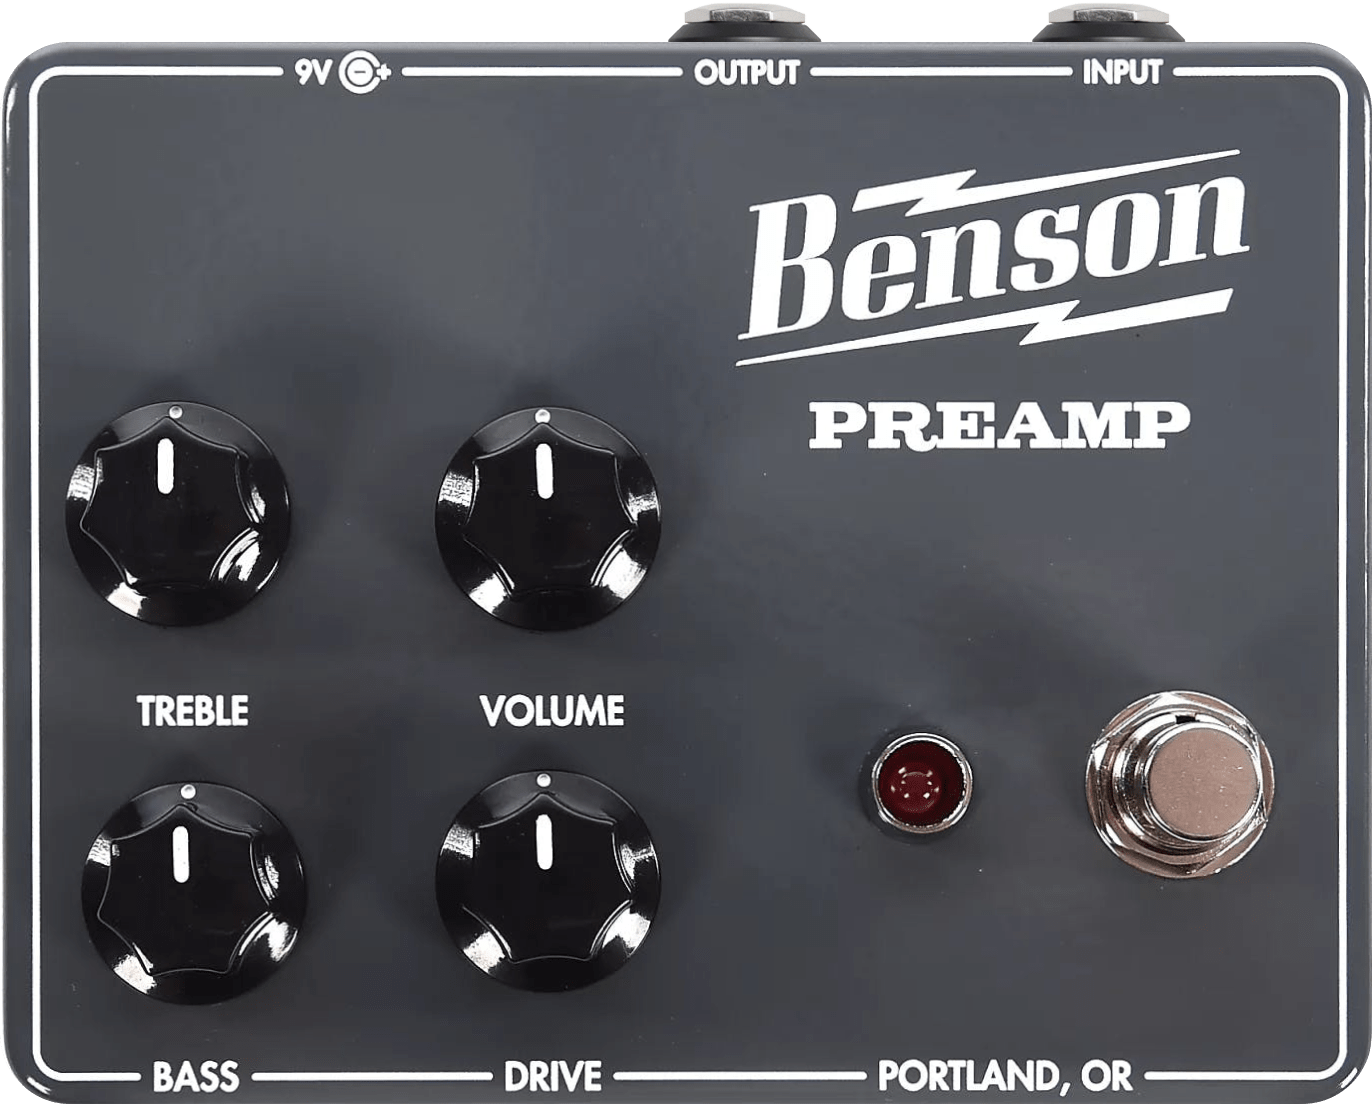 9V
OUTPUT
INPUT
Benson
PREAMP
TREBLE
VOLUME
BASS
DRIVE
PORTLAND, OR